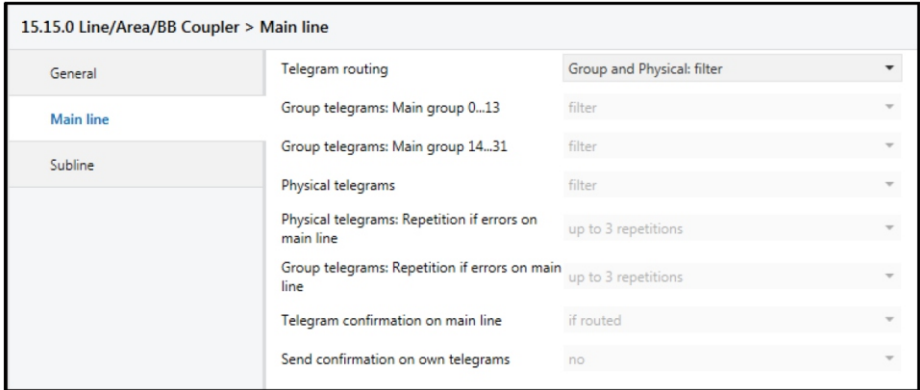 15.15.0 Line/Area/BB Coupler > Main line
General
Main line
Subline
Telegram routing Group and Physical: filter
Group telegrams: Main group 0...13 filter
Group telegrams: Main group 14...31 filter
Physical telegrams filter
Physical telegrams: Repetition if errors on
main line up to 3 repetitions
Group telegrams: Repetition if errors on main
line up to 3 repetitions
Telegram confirmation on main line if routed
Send confirmation on own telegrams no